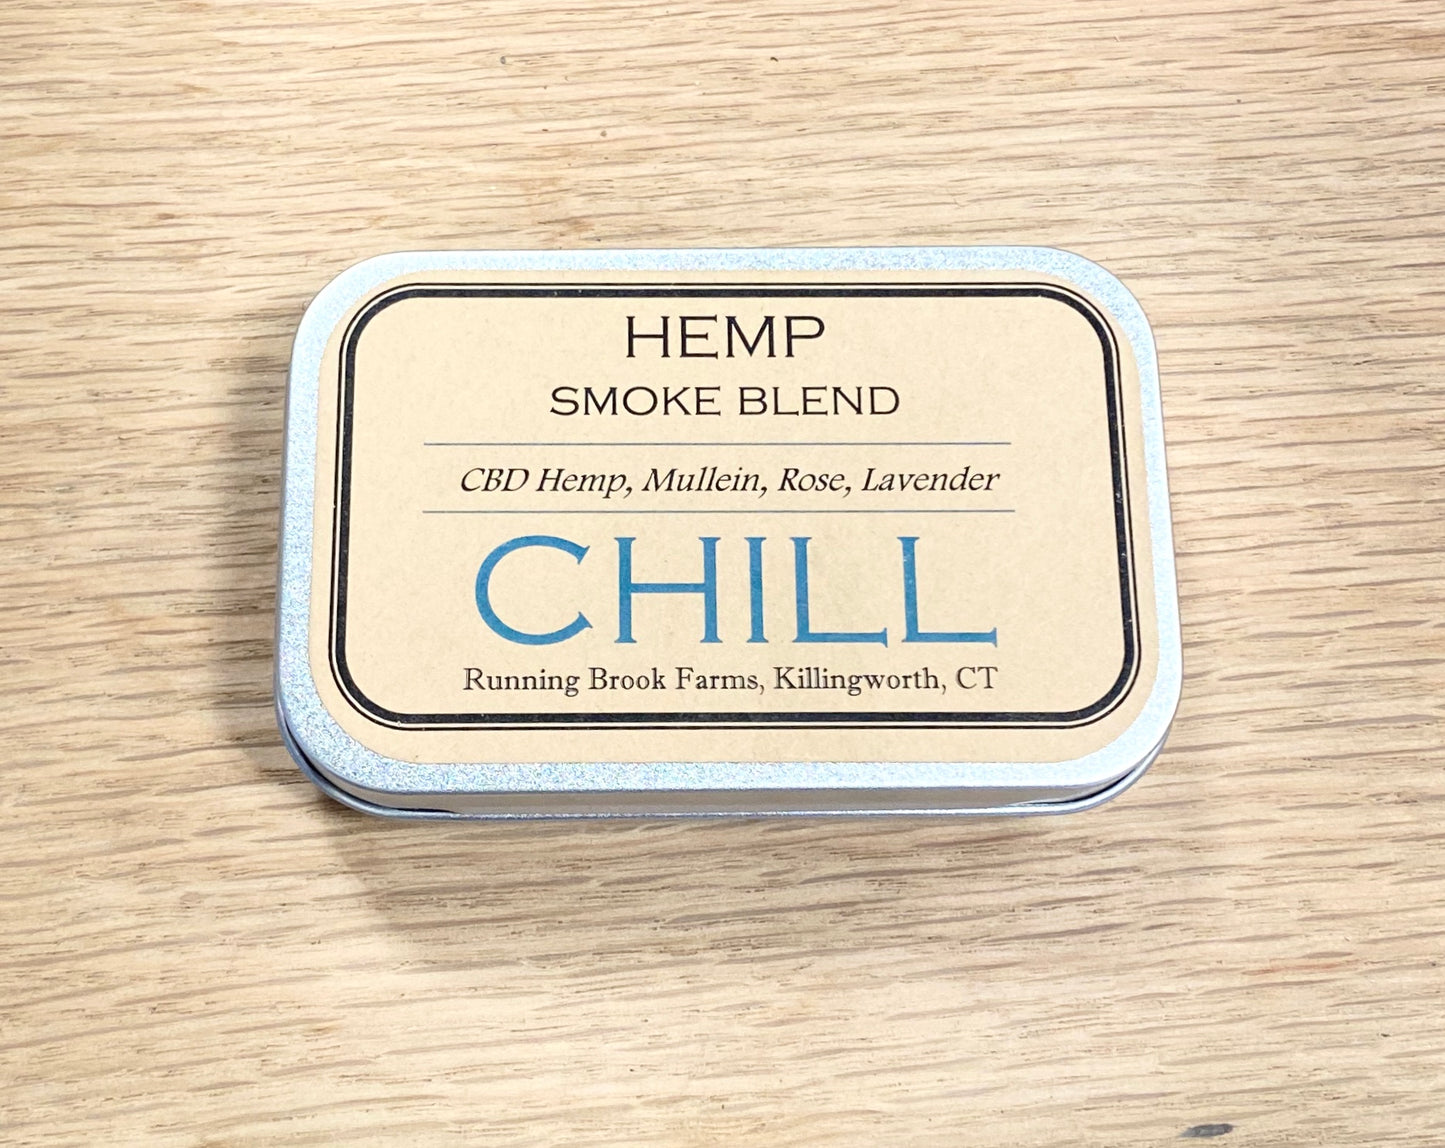 HEMP
SMOKE BLEND
CBD Hemp, Mullein, Rose, Lavender
CHILL
Running Brook Farms, Killingworth, CT